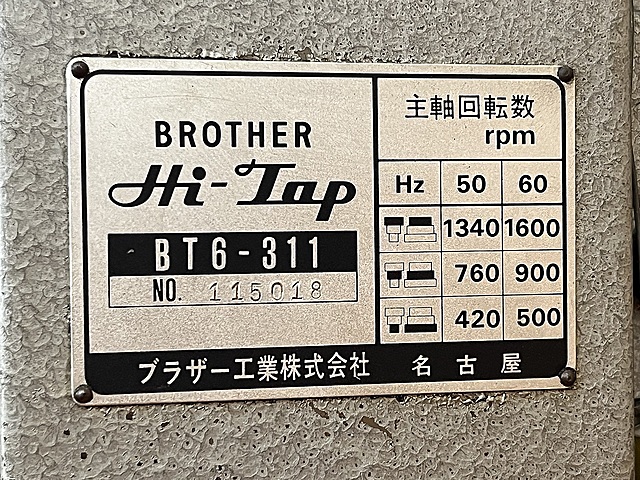 BROTHER
Hi-Tap
BT6-311
NO. 115018
主軸回転数
rpm
Hz 50 60
1340 1600
760 900
420 500
ブラザー工業株式会社 名古屋